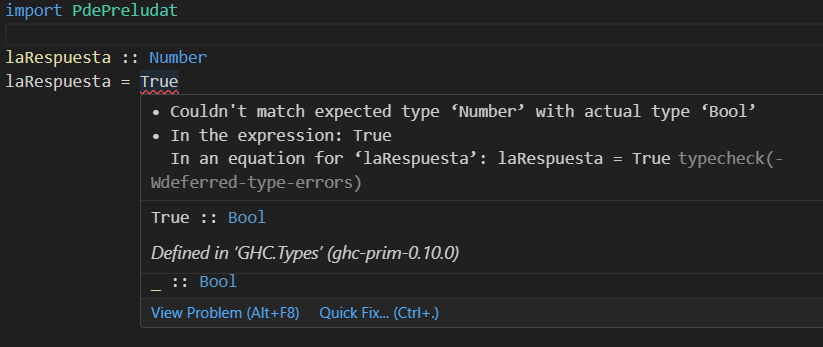 import PdePreludat
laRespuesta :: Number
laRespuesta = True
• Couldn't match expected type ‘Number’ with actual type ‘Bool’
• In the expression: True
In an equation for ‘laRespuesta’: laRespuesta = True typecheck(-
Wdeferred-type-errors)
True :: Bool
Defined in ‘GHC.Types’ (ghc-prim-0.10.0)
_ :: Bool
View Problem (Alt+F8) Quick Fix... (Ctrl+.)